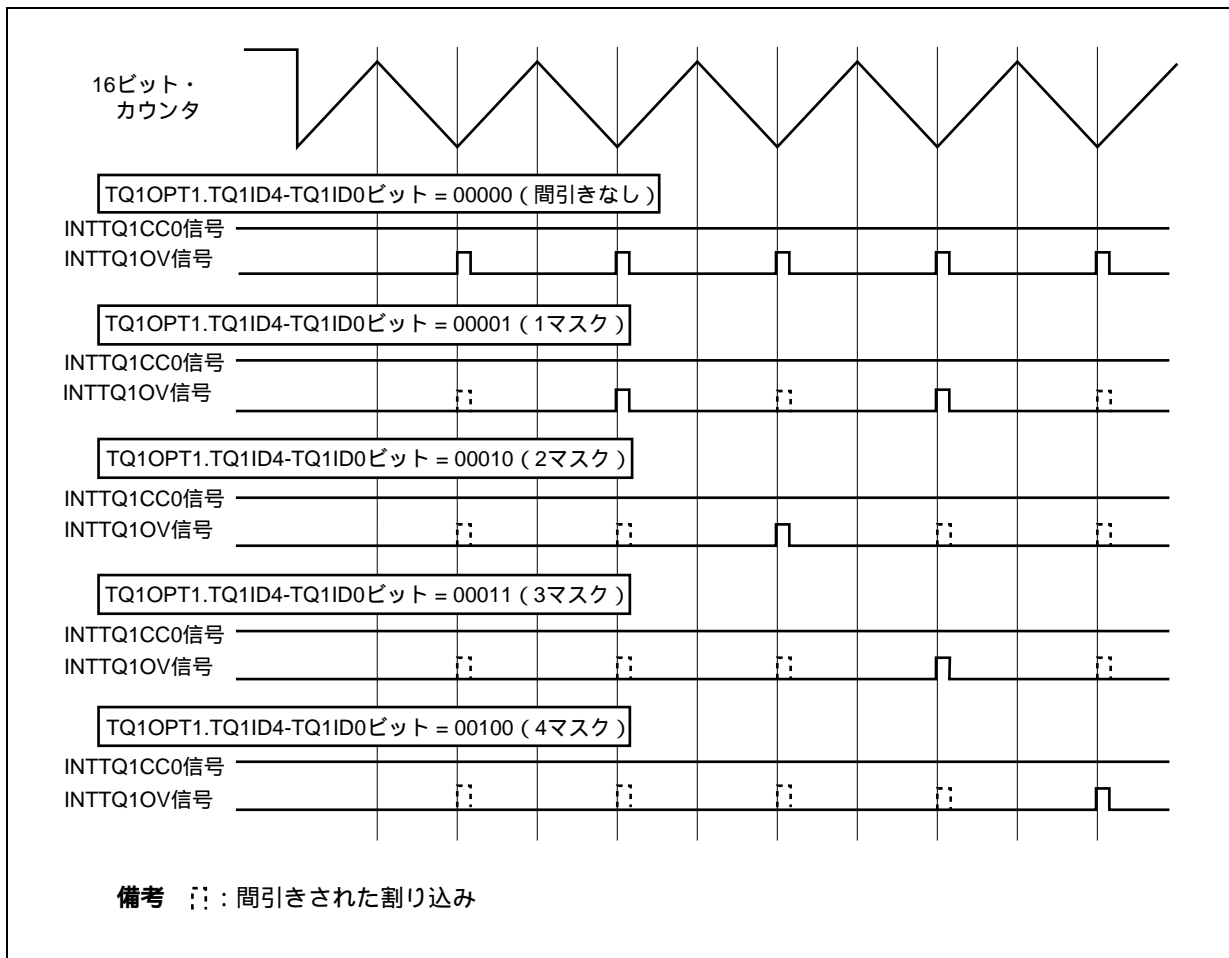 16ビット・
カウンタ
TQ1OPT1.TQ1ID4-TQ1ID0ビット = 00000（間引きなし）
INTTQ1CC0信号
INTTQ1OV信号
TQ1OPT1.TQ1ID4-TQ1ID0ビット = 00001（1マスク）
INTTQ1CC0信号
INTTQ1OV信号
TQ1OPT1.TQ1ID4-TQ1ID0ビット = 00010（2マスク）
INTTQ1CC0信号
INTTQ1OV信号
TQ1OPT1.TQ1ID4-TQ1ID0ビット = 00011（3マスク）
INTTQ1CC0信号
INTTQ1OV信号
TQ1OPT1.TQ1ID4-TQ1ID0ビット = 00100（4マスク）
INTTQ1CC0信号
INTTQ1OV信号
備考 ：間引きされた割り込み